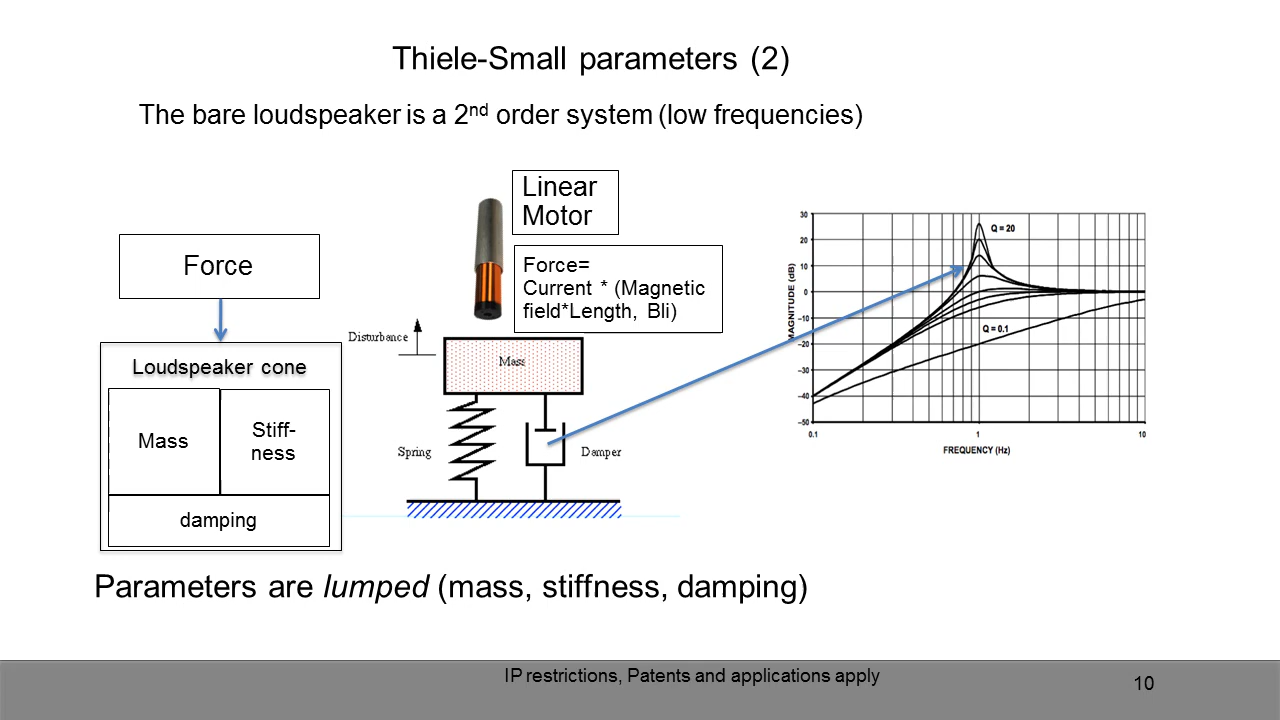 Thiele-Small parameters (2)
The bare loudspeaker is a 2nd order system (low frequencies)
Linear
Motor
Force
Force=
Current * (Magnetic
field*Length, Bli)
Loudspeaker cone
Mass
Stiff-
ness
damping
Disturbance
Mass
Spring
Damper
MAGNITUDE (dB)
30
20
10
0
–10
–20
–30
–40
–50
Q = 20
Q = 0.1
0.1
1
10
FREQUENCY (Hz)
Parameters are lumped (mass, stiffness, damping)
IP restrictions, Patents and applications apply
10